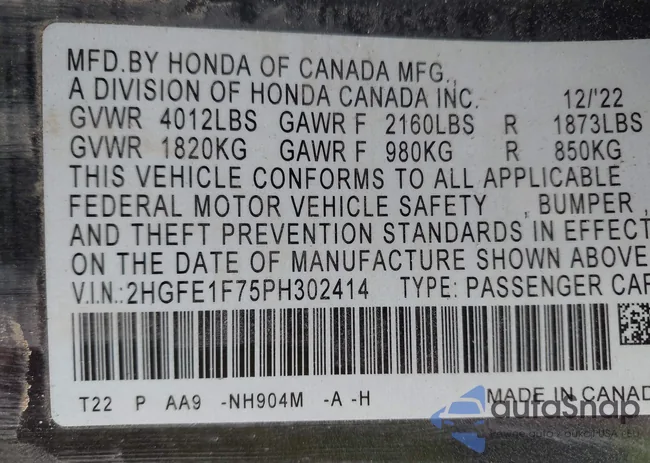 MFD.BY HONDA OF CANADA MFG.,
A DIVISION OF HONDA CANADA INC. 12/'22
GVWR 4012LBS GAWR F 2160LBS R 1873LBS
GVWR 1820KG GAWR F 980KG R 850KG
THIS VEHICLE CONFORMS TO ALL APPLICABLE
FEDERAL MOTOR VEHICLE SAFETY , BUMPER ,
AND THEFT PREVENTION STANDARDS IN EFFECT
ON THE DATE OF MANUFACTURE SHOWN ABOVE
V.I.N.:2HGFE1F75PH302414 TYPE: PASSENGER CAR
T22 P AA9 -NH904M -A -H MADE IN CANAD
autoSnap